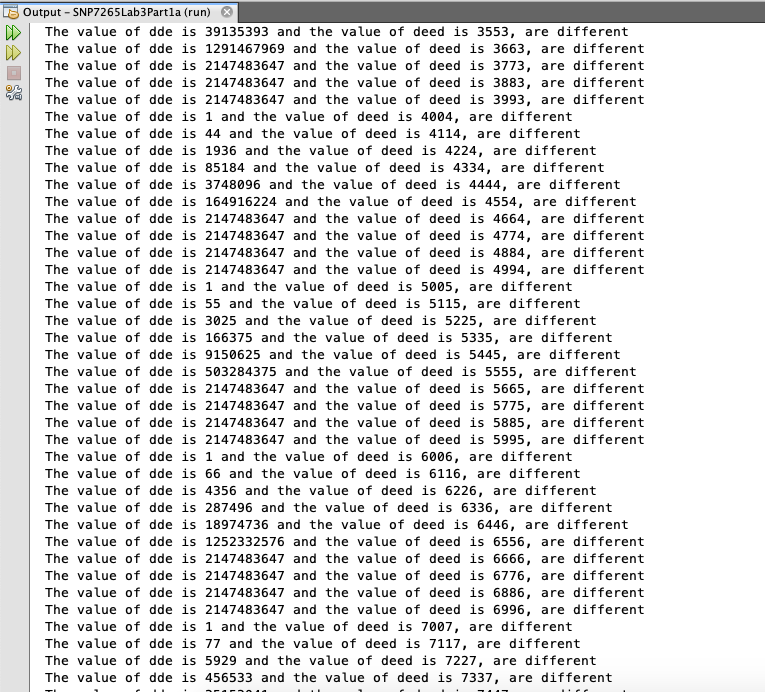 Output – SNP7265Lab3Part1a (run)
The value of dde is 39135393 and the value of deed is 3553, are different
The value of dde is 1291467969 and the value of deed is 3663, are different
The value of dde is 2147483647 and the value of deed is 3773, are different
The value of dde is 2147483647 and the value of deed is 3883, are different
The value of dde is 2147483647 and the value of deed is 3993, are different
The value of dde is 1 and the value of deed is 4004, are different
The value of dde is 44 and the value of deed is 4114, are different
The value of dde is 1936 and the value of deed is 4224, are different
The value of dde is 85184 and the value of deed is 4334, are different
The value of dde is 3748096 and the value of deed is 4444, are different
The value of dde is 164916224 and the value of deed is 4554, are different
The value of dde is 2147483647 and the value of deed is 4664, are different
The value of dde is 2147483647 and the value of deed is 4774, are different
The value of dde is 2147483647 and the value of deed is 4884, are different
The value of dde is 2147483647 and the value of deed is 4994, are different
The value of dde is 1 and the value of deed is 5005, are different
The value of dde is 55 and the value of deed is 5115, are different
The value of dde is 3025 and the value of deed is 5225, are different
The value of dde is 166375 and the value of deed is 5335, are different
The value of dde is 9150625 and the value of deed is 5445, are different
The value of dde is 503284375 and the value of deed is 5555, are different
The value of dde is 2147483647 and the value of deed is 5665, are different
The value of dde is 2147483647 and the value of deed is 5775, are different
The value of dde is 2147483647 and the value of deed is 5885, are different
The value of dde is 2147483647 and the value of deed is 5995, are different
The value of dde is 1 and the value of deed is 6006, are different
The value of dde is 66 and the value of deed is 6116, are different
The value of dde is 4356 and the value of deed is 6226, are different
The value of dde is 287496 and the value of deed is 6336, are different
The value of dde is 18974736 and the value of deed is 6446, are different
The value of dde is 1252332576 and the value of deed is 6556, are different
The value of dde is 2147483647 and the value of deed is 6666, are different
The value of dde is 2147483647 and the value of deed is 6776, are different
The value of dde is 2147483647 and the value of deed is 6886, are different
The value of dde is 2147483647 and the value of deed is 6996, are different
The value of dde is 1 and the value of deed is 7007, are different
The value of dde is 77 and the value of deed is 7117, are different
The value of dde is 5929 and the value of deed is 7227, are different
The value of dde is 456533 and the value of deed is 7337, are different